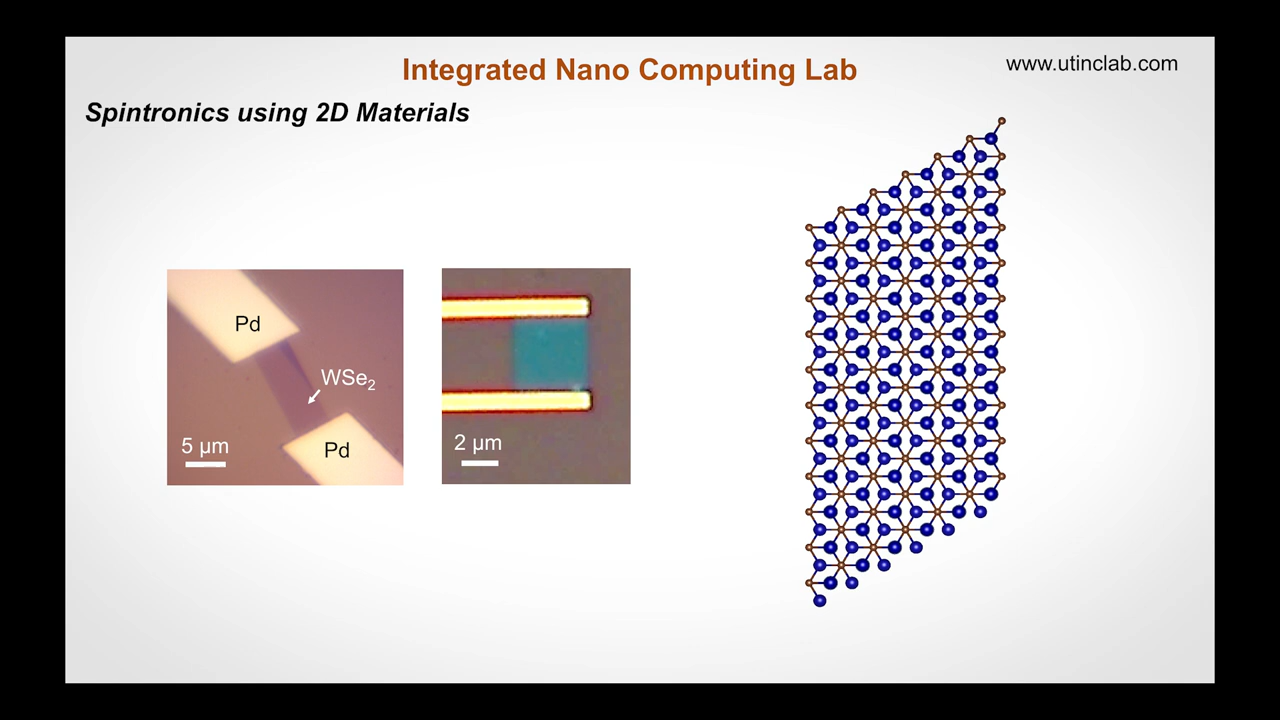 Integrated Nano Computing Lab
www.utinclab.com
Spintronics using 2D Materials
Pd
WSe₂
5 µm
Pd
2 µm